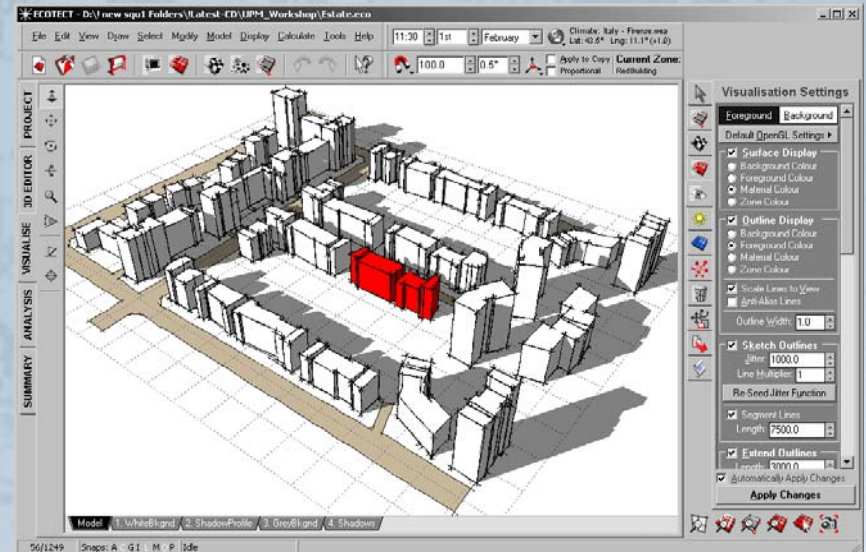 ECOTECT - D:\! new squ1 Folders\!Latest-CD\UPM_Workshop\Estate.eco
File Edit View Draw Select Modify Model Display Calculate Tools Help
11:30 1st February
Climate: Italy - Firenze.wea
Lat: 43.6° Lng: 11.1° (+1.0)
100.0 0.5°
Apply to Copy
Proportional
Current Zone:
RedBuilding
PROJECT
3D EDITOR
VISUALISE
ANALYSIS
SUMMARY
Visualisation Settings
Foreground Background
Default OpenGL Settings
Surface Display
Background Colour
Foreground Colour
Material Colour
Zone Colour
Outline Display
Background Colour
Foreground Colour
Material Colour
Zone Colour
Scale Lines to View
Anti-Alias Lines
Outline Width: 1.0
Sketch Outlines
Jitter: 1000.0
Line Multiplier: 1
Re-Seed Jitter Function
Segment Lines
Length: 7500.0
Extend Outlines
Length: 3000.0
Automatically Apply Changes
Apply Changes
Model 1. WhiteBkgnd 2. ShadowProfile 3. GreyBkgnd 4. Shadows
56/1249 Snaps: A - G I M - P Idle